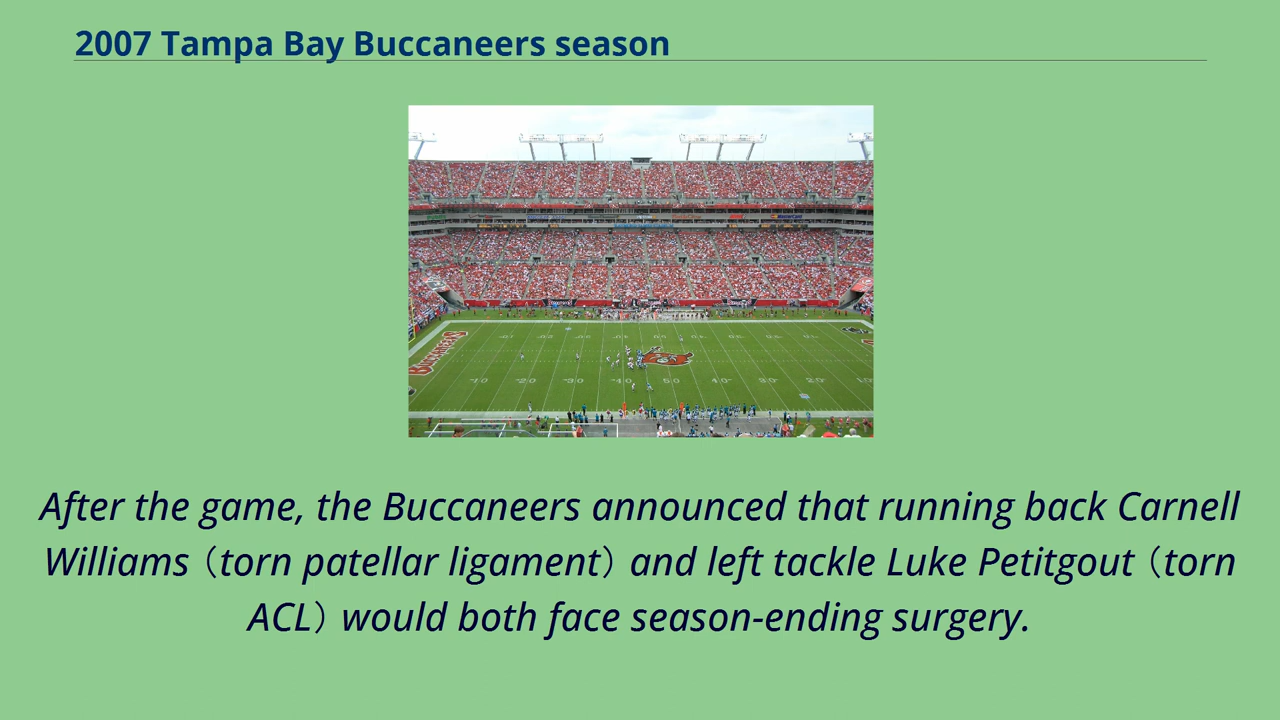 2007 Tampa Bay Buccaneers season
BUCCANEERS
After the game, the Buccaneers announced that running back Carnell
Williams（torn patellar ligament）and left tackle Luke Petitgout（torn
ACL）would both face season-ending surgery.